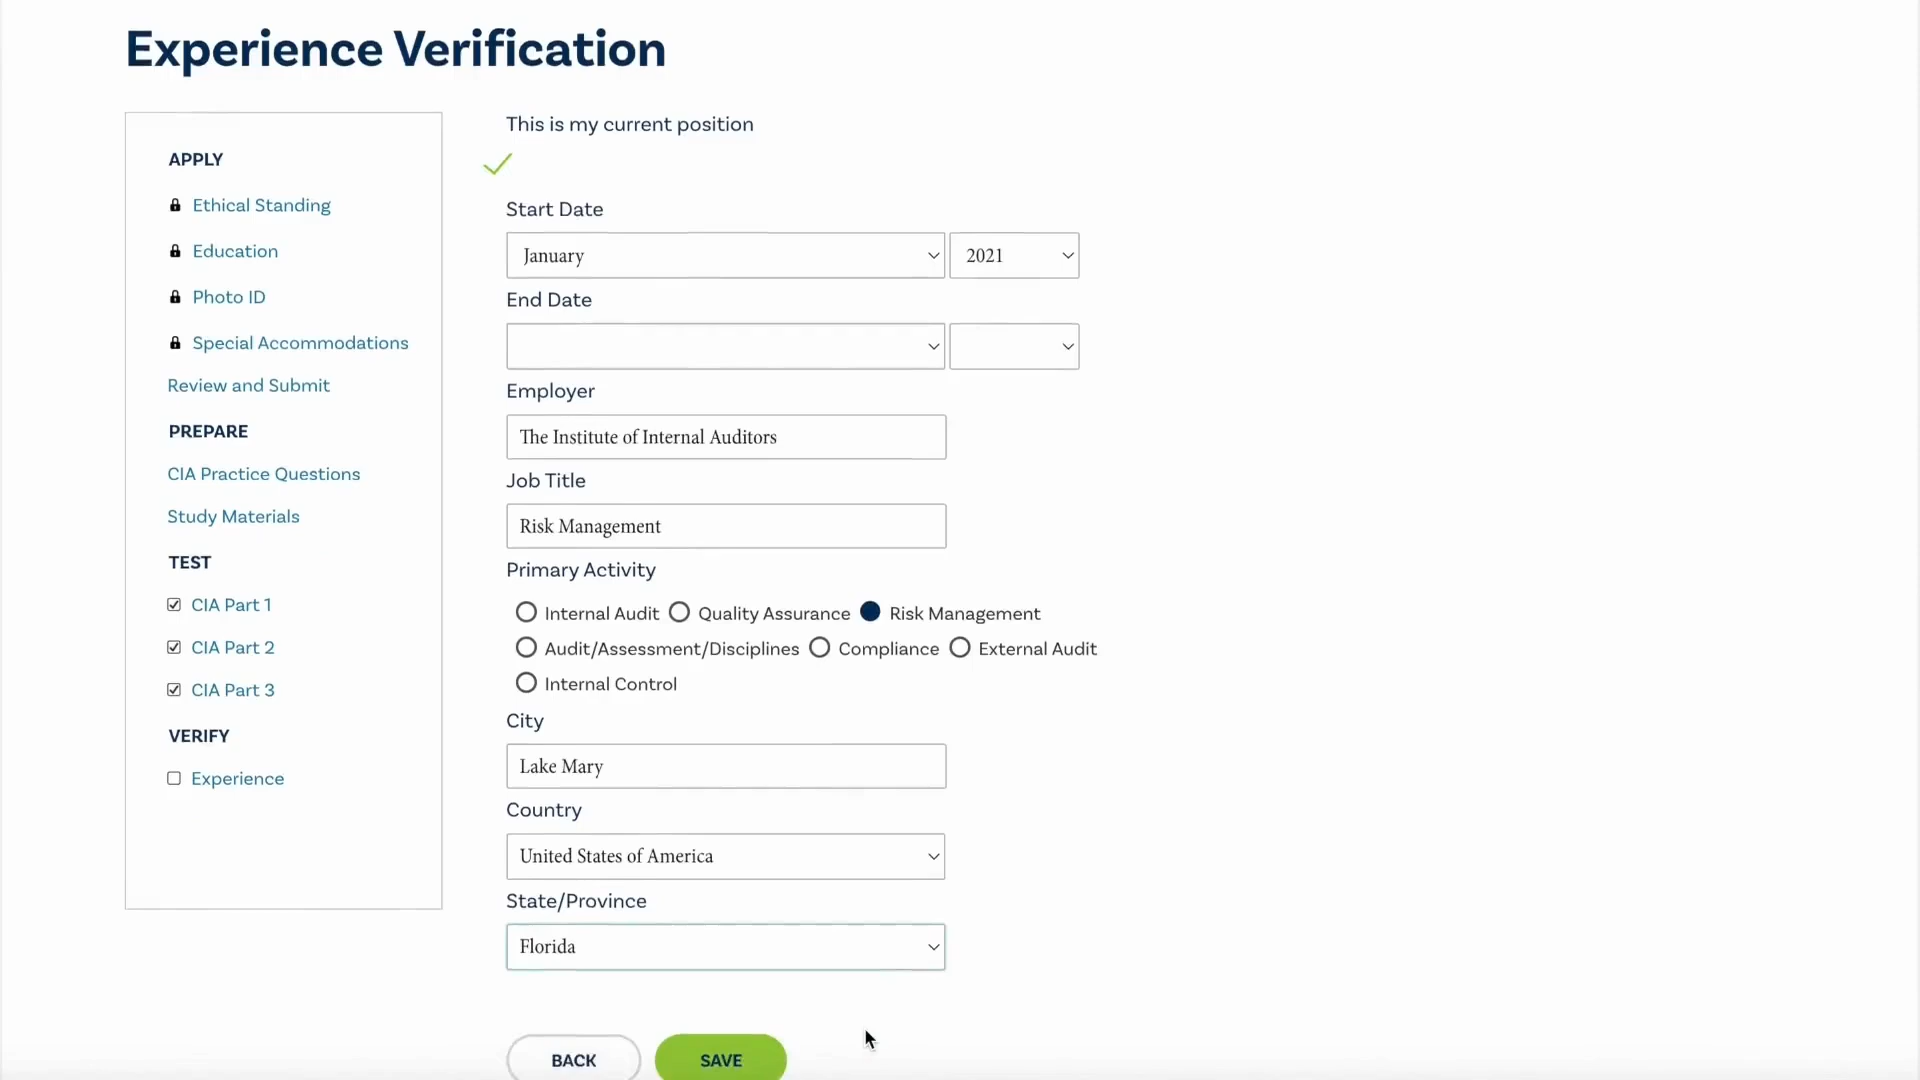 Experience Verification
APPLY
Ethical Standing
Education
Photo ID
Special Accommodations
Review and Submit
PREPARE
CIA Practice Questions
Study Materials
TEST
CIA Part 1
CIA Part 2
CIA Part 3
VERIFY
Experience
This is my current position
Start Date
January 2021
End Date
Employer
The Institute of Internal Auditors
Job Title
Risk Management
Primary Activity
Internal Audit Quality Assurance Risk Management
Audit/Assessment/Disciplines Compliance External Audit
Internal Control
City
Lake Mary
Country
United States of America
State/Province
Florida
BACK SAVE